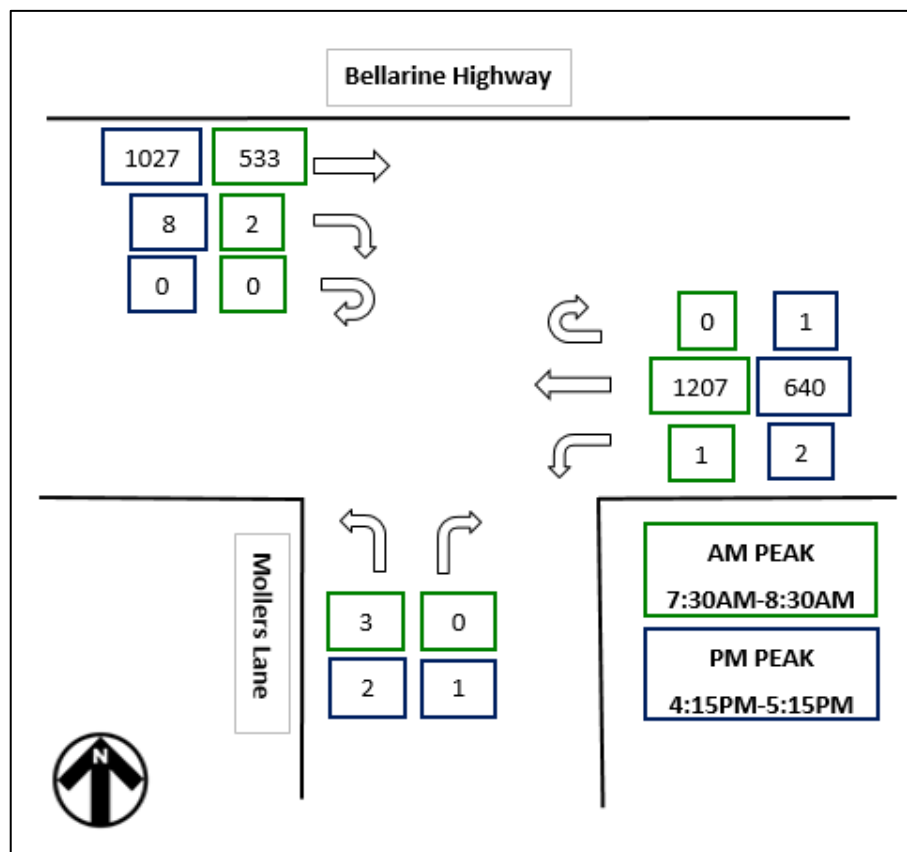 Bellarine Highway
1027 533
8 2
0 0
0 1
1207 640
1 2
Mollers Lane
3 0
2 1
AM PEAK
7:30AM-8:30AM
PM PEAK
4:15PM-5:15PM
N